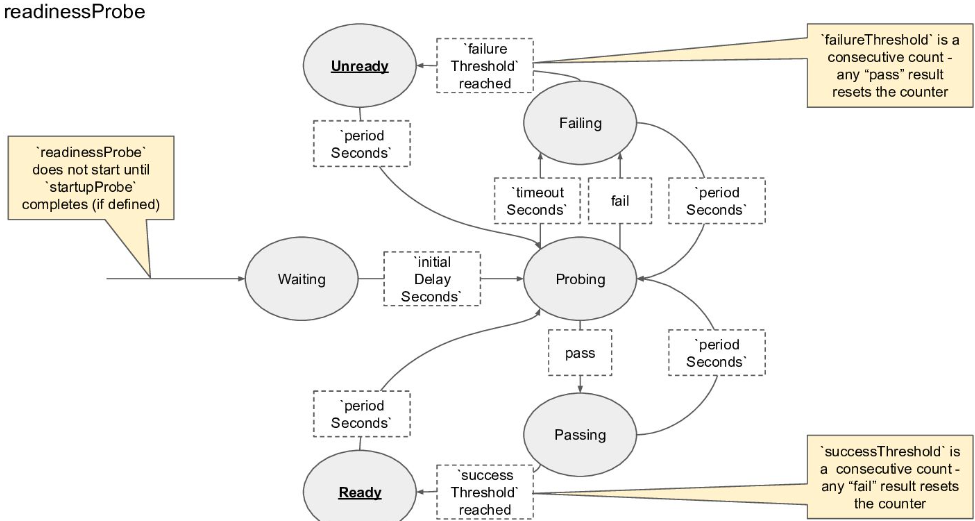 readinessProbe
Unready
`failure
Threshold`
reached
`failureThreshold` is a
consecutive count -
any “pass” result
resets the counter
Failing
`period
Seconds`
`readinessProbe`
does not start until
`startupProbe`
completes (if defined)
`timeout
Seconds`
fail
`period
Seconds`
Waiting
`initial
Delay
Seconds`
Probing
pass
`period
Seconds`
`period
Seconds`
Passing
Ready
`success
Threshold`
reached
`successThreshold` is
a  consecutive count -
any “fail” result resets
the counter